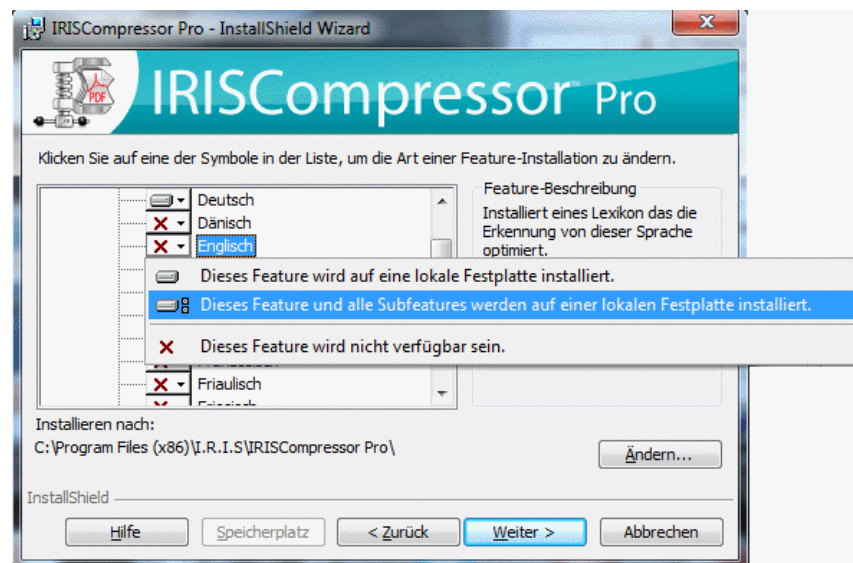 IRISCompressor Pro - InstallShield Wizard
PDF
IRISCompressor™ Pro
Klicken Sie auf eine der Symbole in der Liste, um die Art einer Feature-Installation zu ändern.
Deutsch
Dänisch
Englisch
Feature-Beschreibung
Installiert eines Lexikon das die
Erkennung von dieser Sprache
optimiert.
Dieses Feature wird auf eine lokale Festplatte installiert.
Dieses Feature und alle Subfeatures werden auf einer lokalen Festplatte installiert.
Dieses Feature wird nicht verfügbar sein.
Friaulisch
Installieren nach:
C:\Program Files (x86)\I.R.I.S\IRISCompressor Pro\
Ändern...
InstallShield
Hilfe
Speicherplatz
< Zurück
Weiter >
Abbrechen